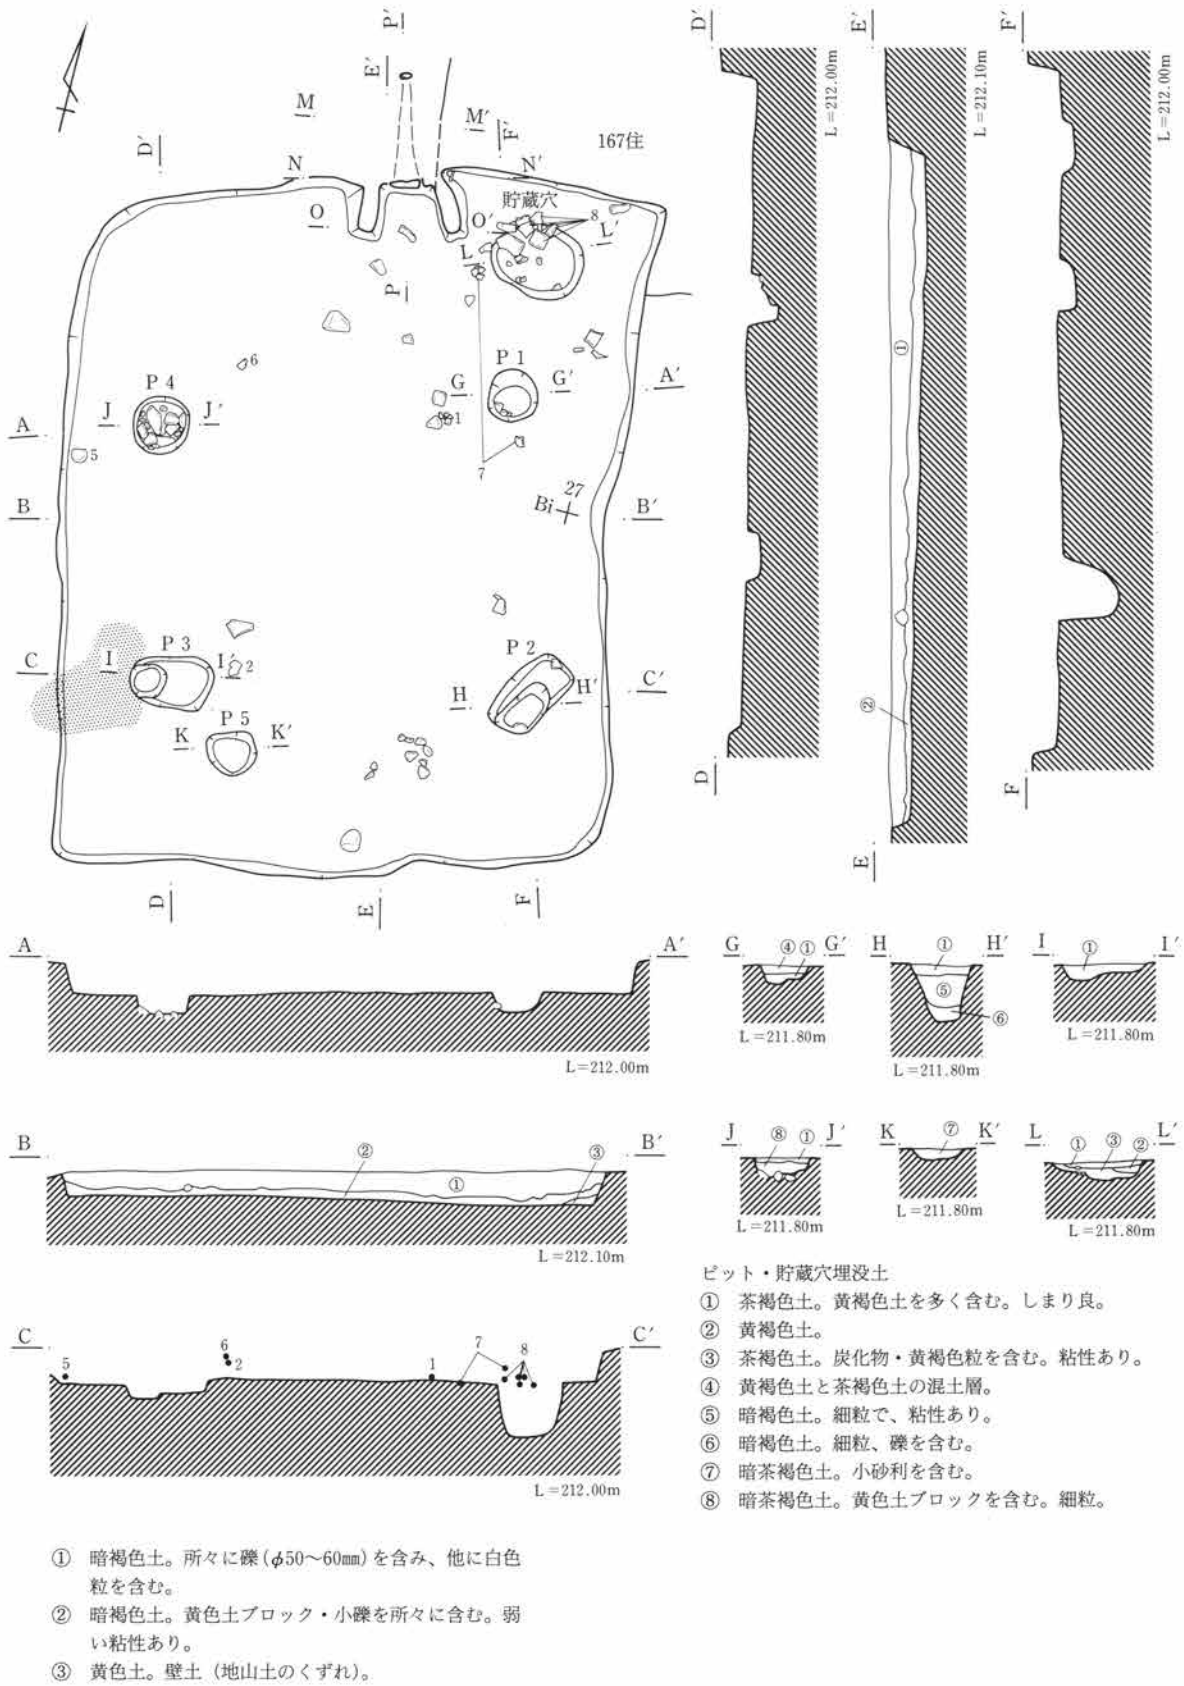 P′
D′
E′
F′
E′
M
M′
F′
167住
D′
N
N′
貯蔵穴
O
O′
8
L′
L
P
L=212.00m
L=212.10m
L=212.00m
①
6
P 4
P 1
J
J′
G
G′
A′
A
5
1
7
27
Bi
B
B′
P 3
P 2
C
I
I′
2
C′
H
H′
P 5
K
K′
②
D
F
E
D
E
F
A
A′
L=212.00m
G
④
①
G′
L=211.80m
H
①
H′
⑤
⑥
L=211.80m
I
①
I′
L=211.80m
B
②
③
B′
①
L=212.10m
J
⑧
①
J′
L=211.80m
K
⑦
K′
L=211.80m
L
①
③
②
L′
L=211.80m
C
5
6
2
1
7
8
C′
L=212.00m
ピット・貯蔵穴埋没土
① 茶褐色土。黄褐色土を多く含む。しまり良。
② 黄褐色土。
③ 茶褐色土。炭化物・黄褐色粒を含む。粘性あり。
④ 黄褐色土と茶褐色土の混土層。
⑤ 暗褐色土。細粒で、粘性あり。
⑥ 暗褐色土。細粒、礫を含む。
⑦ 暗茶褐色土。小砂利を含む。
⑧ 暗茶褐色土。黄色土ブロックを含む。細粒。
① 暗褐色土。所々に礫(φ50～60㎜)を含み、他に白色
粒を含む。
② 暗褐色土。黄色土ブロック・小礫を所々に含む。弱
い粘性あり。
③ 黄色土。壁土（地山土のくずれ）。